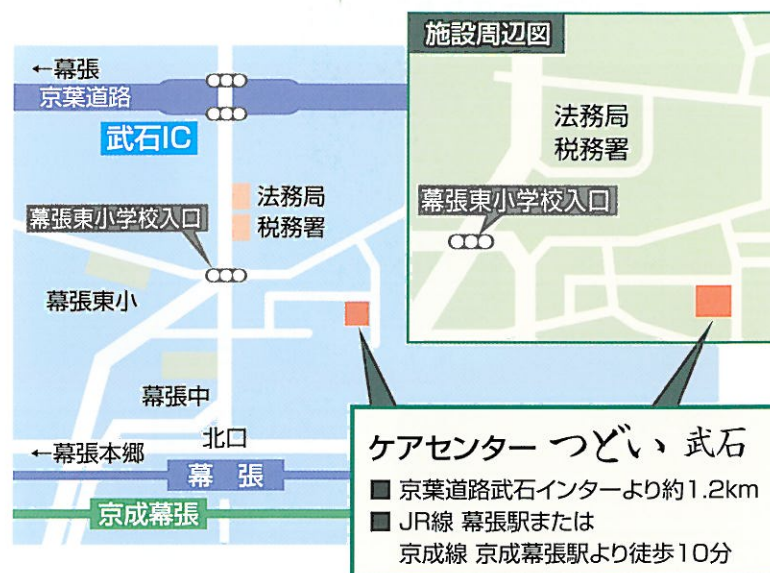 ←幕張
京葉道路
武石IC
法務局
税務署
幕張東小学校入口
幕張東小
幕張中
北口
←幕張本郷
幕 張
京成幕張
施設周辺図
法務局
税務署
幕張東小学校入口
ケアセンター つどい 武石
■ 京葉道路武石インターより約1.2km
■ JR線 幕張駅または
京成線 京成幕張駅より徒歩10分